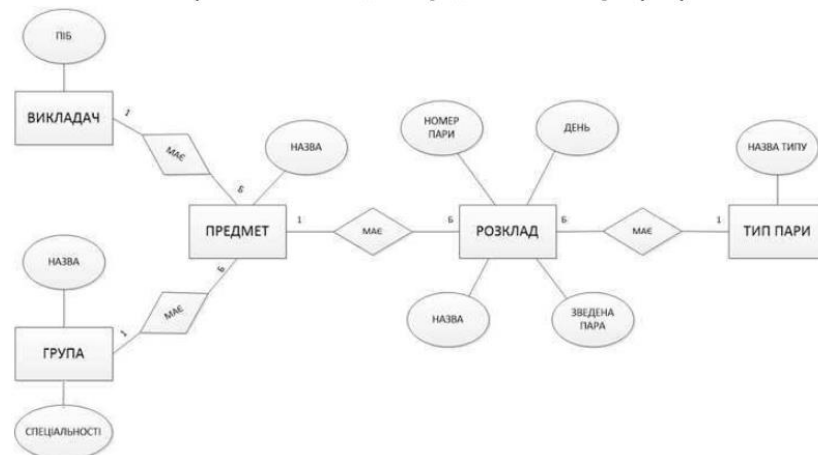 ПІБ
ВИКЛАДАЧ
1
МАЄ
Б
НАЗВА
НОМЕР
ПАРИ
ДЕНЬ
НАЗВА ТИПУ
ПРЕДМЕТ
1
МАЄ
Б
РОЗКЛАД
Б
МАЄ
1
ТИП ПАРИ
НАЗВА
Б
МАЄ
1
ГРУПА
НАЗВА
ЗВЕДЕНА
ПАРА
СПЕЦІАЛЬНОСТІ